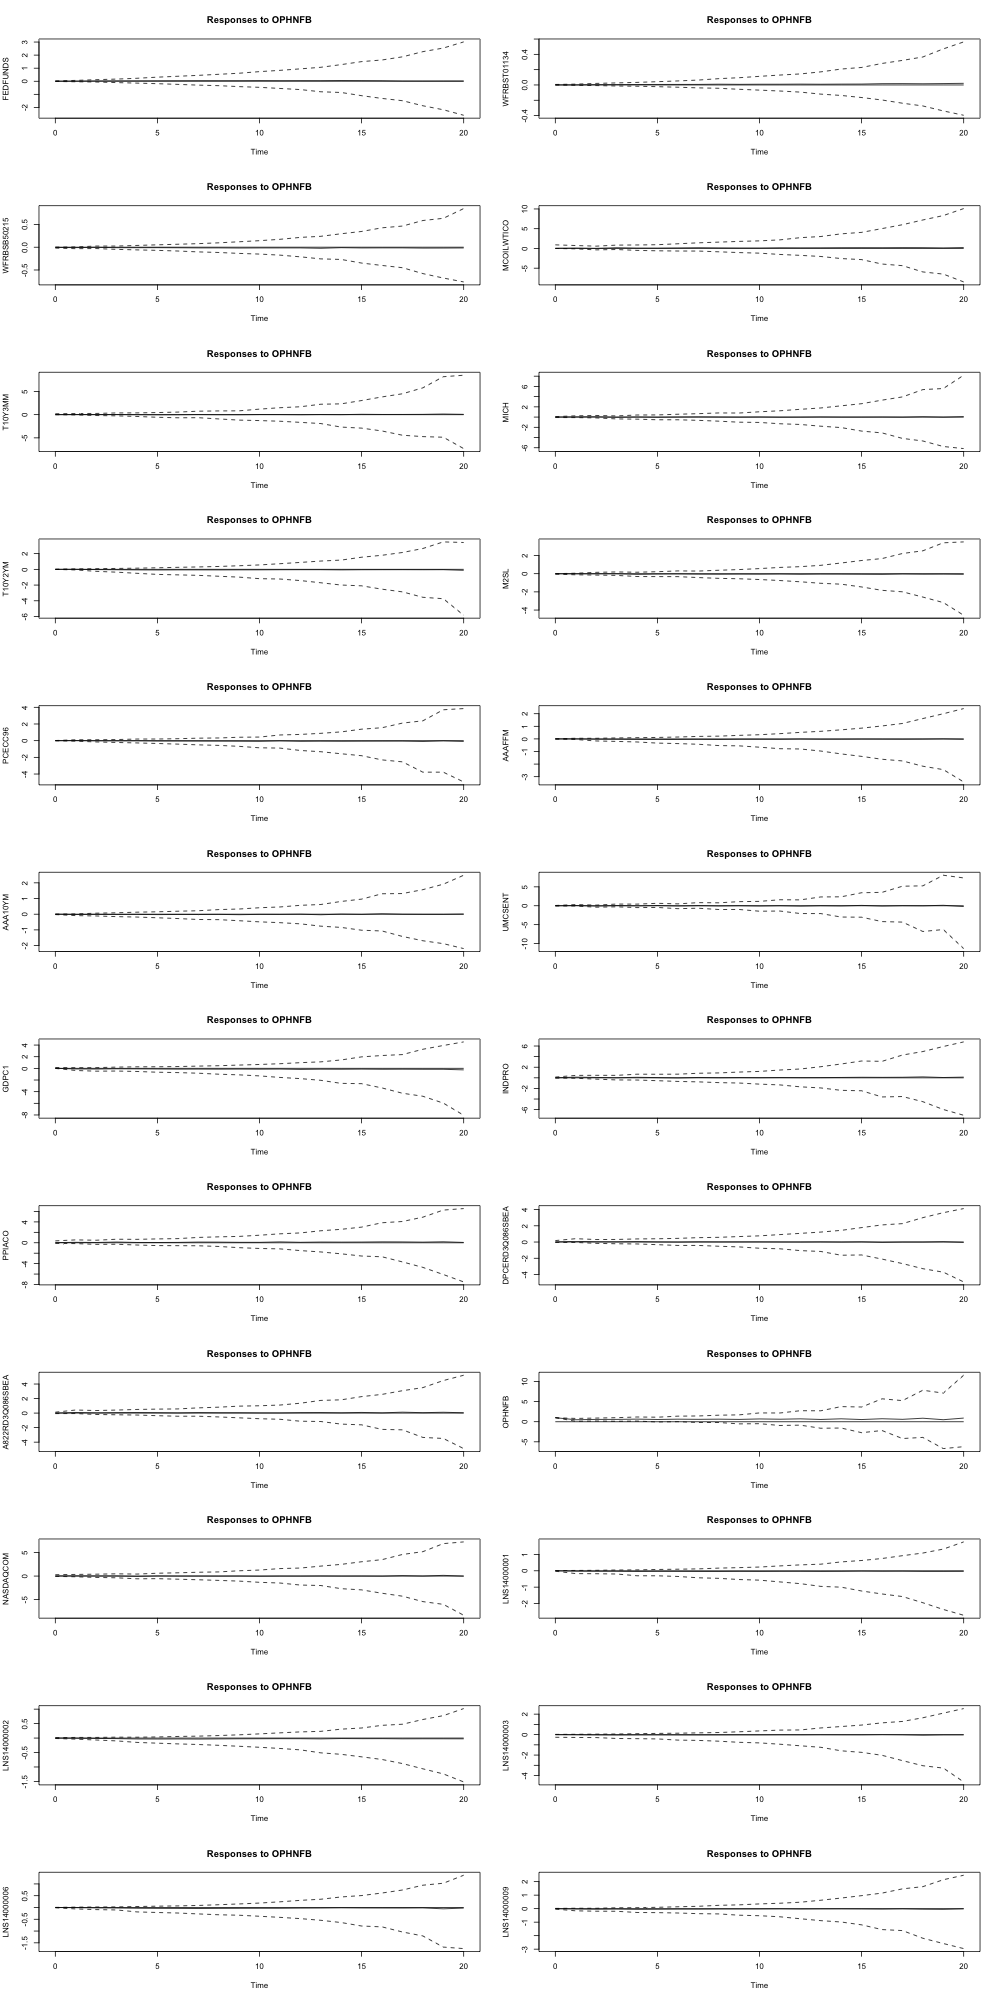 Responses to OPHNFB
FEDFUNDS
-2 0 1 2 3
0 5 10 15 20
Time
Responses to OPHNFB
WFRBST01134
-0.4 0.0 0.4
0 5 10 15 20
Time
Responses to OPHNFB
WFRBSB50215
-0.5 0.0 0.5
0 5 10 15 20
Time
Responses to OPHNFB
MCOILWTICO
-5 0 5 10
0 5 10 15 20
Time
Responses to OPHNFB
T10Y3MM
-5 0 5
0 5 10 15 20
Time
Responses to OPHNFB
MICH
-6 -2 2 6
0 5 10 15 20
Time
Responses to OPHNFB
T10Y2YM
-6 -4 -2 0 2
0 5 10 15 20
Time
Responses to OPHNFB
M2SL
-4 -2 0 2
0 5 10 15 20
Time
Responses to OPHNFB
PCECC96
-4 -2 0 2 4
0 5 10 15 20
Time
Responses to OPHNFB
AAAFFM
-3 -1 0 1 2
0 5 10 15 20
Time
Responses to OPHNFB
AAA10YM
-2 -1 0 1 2
0 5 10 15 20
Time
Responses to OPHNFB
UMCSENT
-10 -5 0 5
0 5 10 15 20
Time
Responses to OPHNFB
GDPC1
-8 -4 0 2 4
0 5 10 15 20
Time
Responses to OPHNFB
INDPRO
-6 -2 2 6
0 5 10 15 20
Time
Responses to OPHNFB
PPIACO
-8 -4 0 4
0 5 10 15 20
Time
Responses to OPHNFB
DPCERD3Q086SBEA
-4 -2 0 2 4
0 5 10 15 20
Time
Responses to OPHNFB
A822RD3Q086SBEA
-4 -2 0 2 4
0 5 10 15 20
Time
Responses to OPHNFB
OPHNFB
-5 0 5 10
0 5 10 15 20
Time
Responses to OPHNFB
NASDAQCOM
-5 0 5
0 5 10 15 20
Time
Responses to OPHNFB
LNS14000001
-2 -1 0 1
0 5 10 15 20
Time
Responses to OPHNFB
LNS14000002
-1.5 -0.5 0.5
0 5 10 15 20
Time
Responses to OPHNFB
LNS14000003
-4 -2 0 2
0 5 10 15 20
Time
Responses to OPHNFB
LNS14000006
-1.5 -0.5 0.5
0 5 10 15 20
Time
Responses to OPHNFB
LNS14000009
-3 -1 0 1 2
0 5 10 15 20
Time